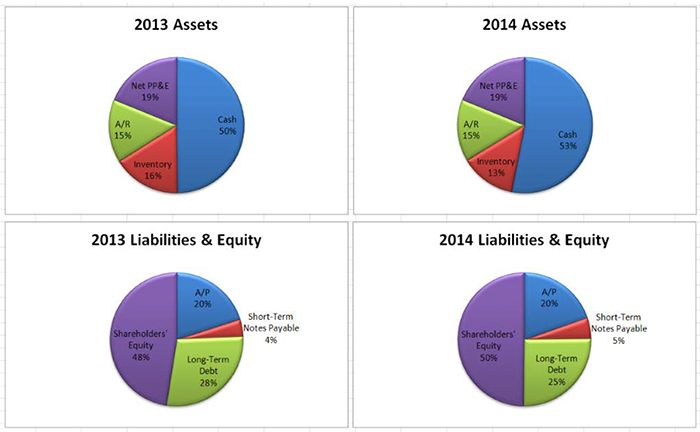 2013 Assets
Net PP&E
19%
Cash
50%
A/R
15%
Inventory
16%
2014 Assets
Net PP&E
19%
Cash
53%
A/R
15%
Inventory
13%
2013 Liabilities & Equity
A/P
20%
Short-Term
Notes Payable
4%
Shareholders'
Equity
48%
Long-Term
Debt
28%
2014 Liabilities & Equity
A/P
20%
Short-Term
Notes Payable
5%
Shareholders'
Equity
50%
Long-Term
Debt
25%